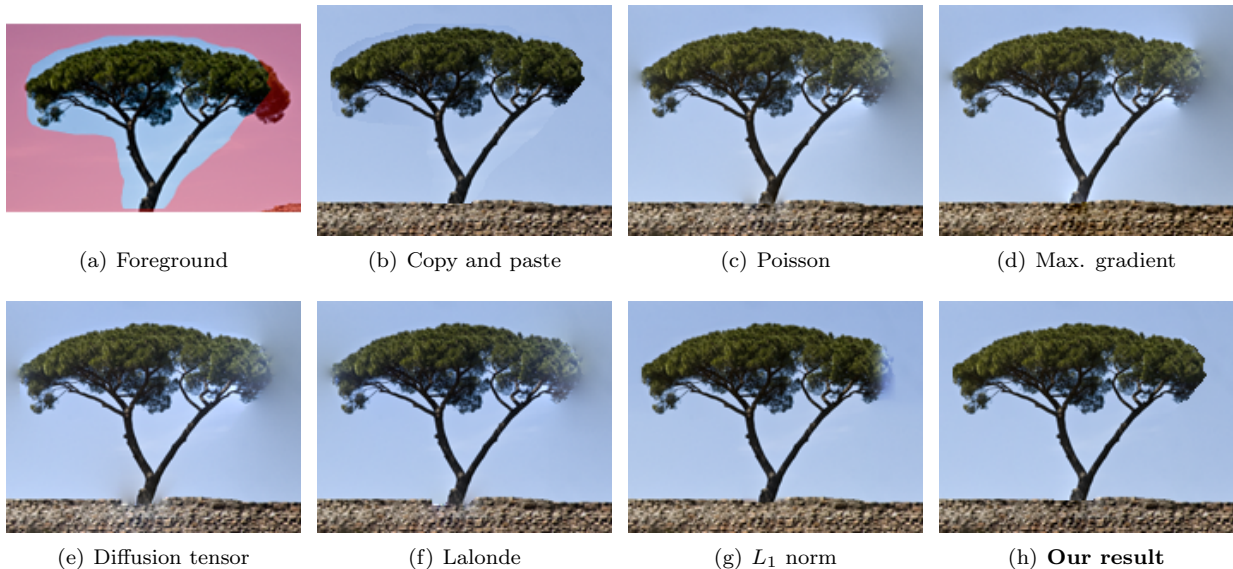 (a) Foreground
(b) Copy and paste
(c) Poisson
(d) Max. gradient
(e) Diffusion tensor
(f) Lalonde
(g) L₁ norm
(h) Our result